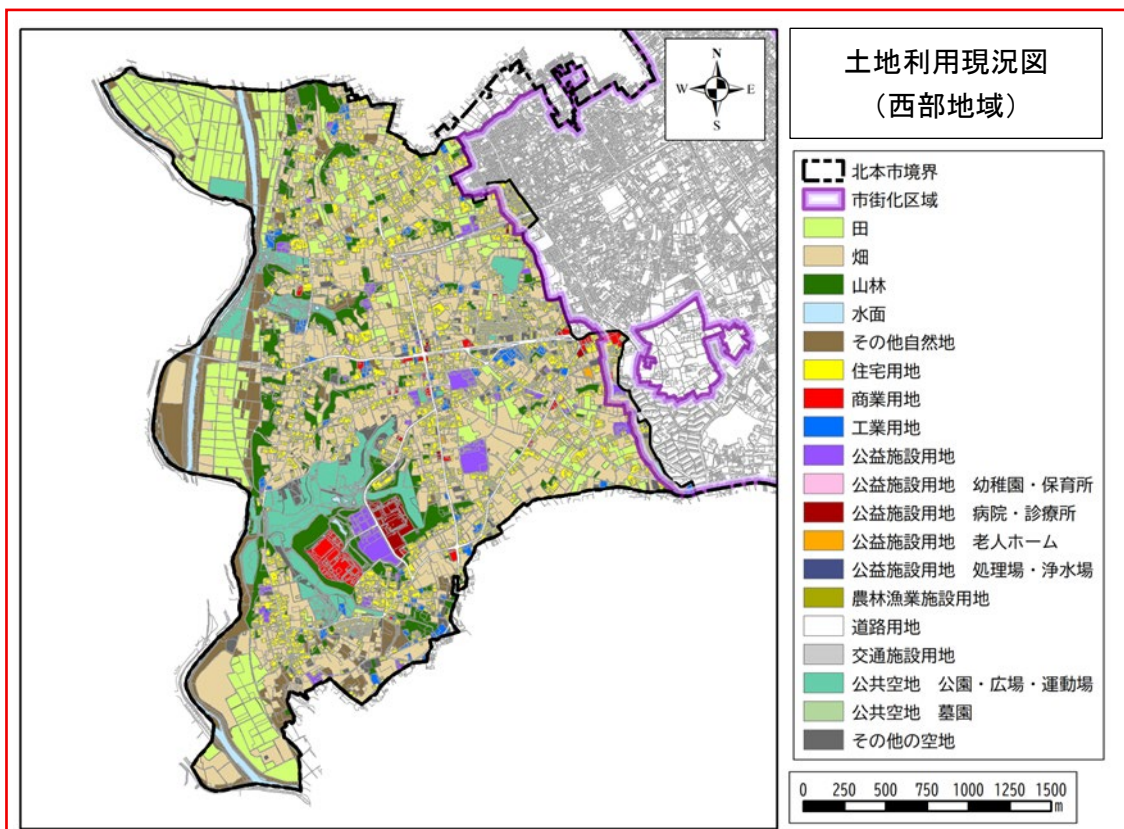 土地利用現況図
（西部地域）
N
W E
S
北本市境界
市街化区域
田
畑
山林
水面
その他自然地
住宅用地
商業用地
工業用地
公益施設用地
公益施設用地　幼稚園・保育所
公益施設用地　病院・診療所
公益施設用地　老人ホーム
公益施設用地　処理場・浄水場
農林漁業施設用地
道路用地
交通施設用地
公共空地　公園・広場・運動場
公共空地　墓園
その他の空地
0 250 500 750 1000 1250 1500
m